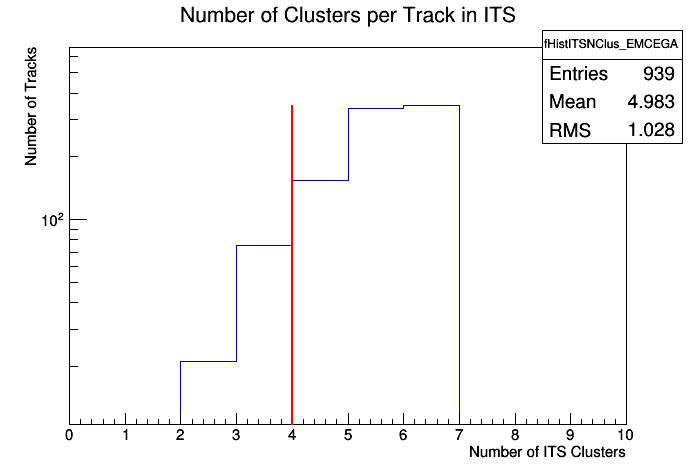 Number of Clusters per Track in ITS
fHistITSNClus_EMCEGA
Entries 939
Mean 4.983
RMS 1.028
Number of Tracks
10²
0 1 2 3 4 5 6 7 8 9 10
Number of ITS Clusters